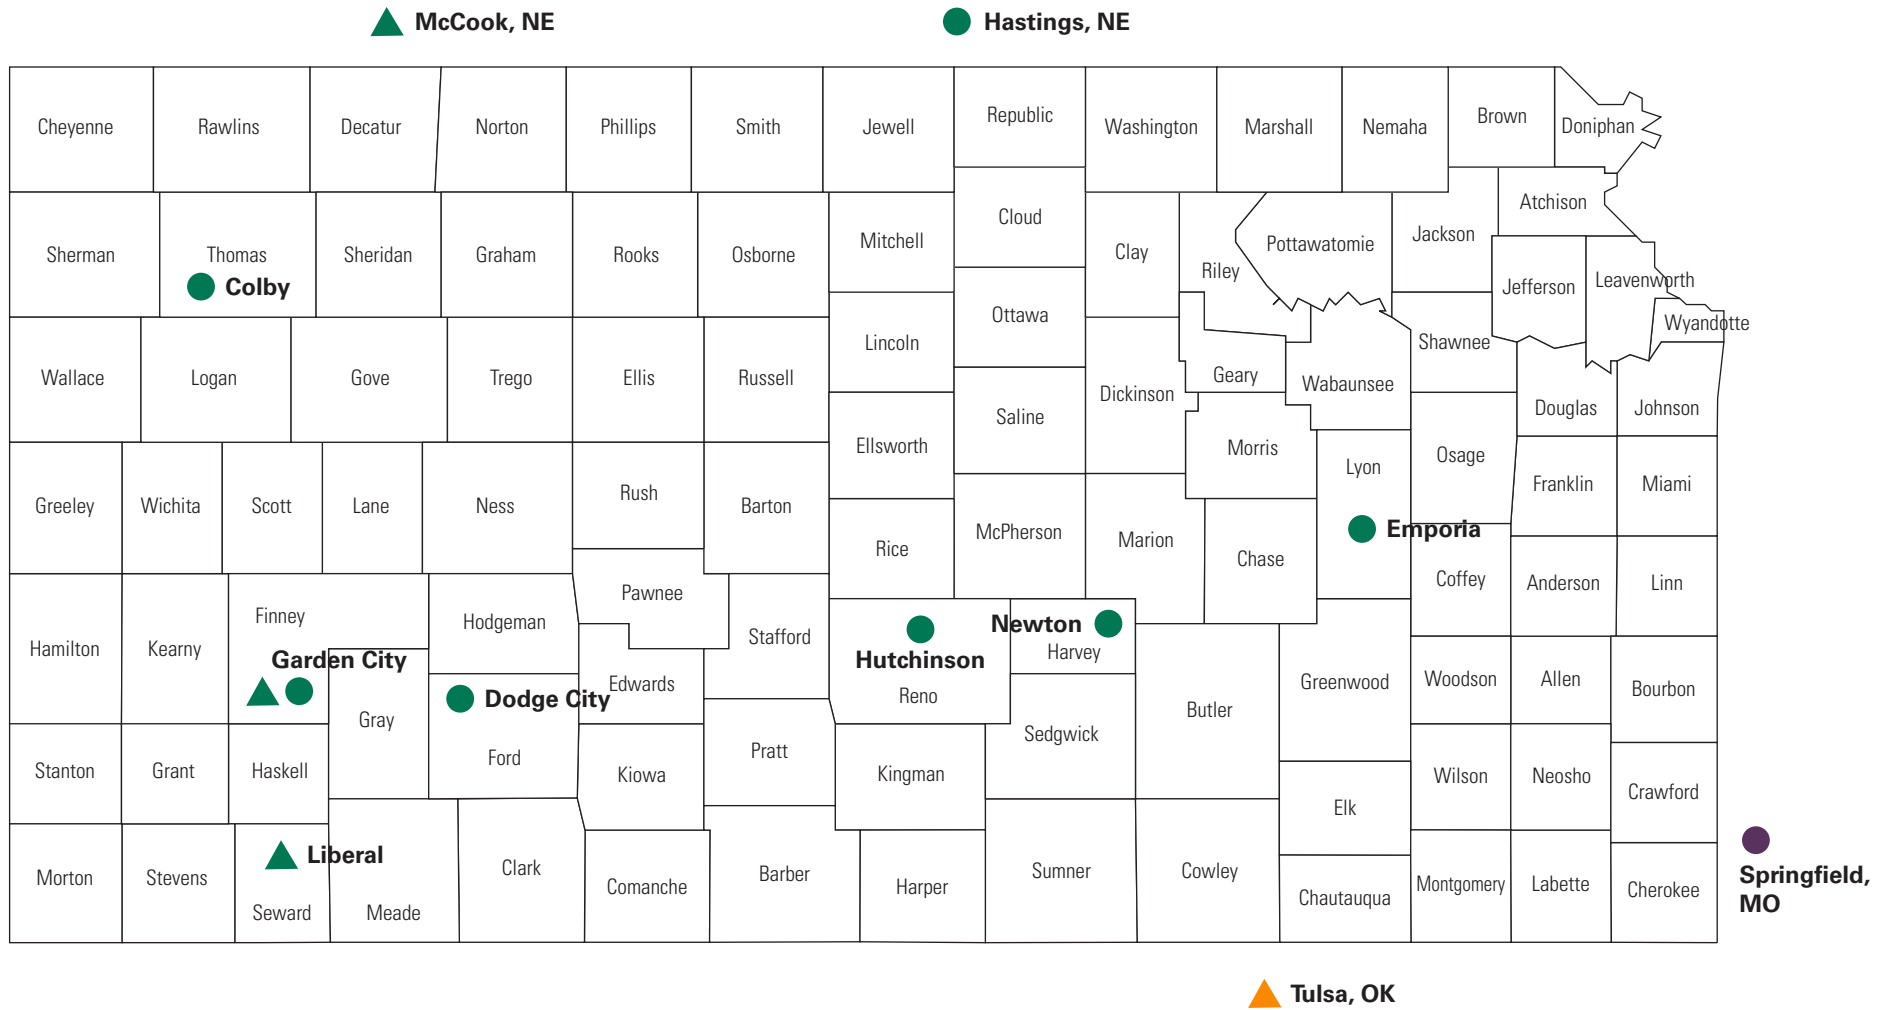 McCook, NE
Hastings, NE
Cheyenne
Rawlins
Decatur
Norton
Phillips
Smith
Jewell
Republic
Washington
Marshall
Nemaha
Brown
Doniphan
Sherman
Thomas
Colby
Sheridan
Graham
Rooks
Osborne
Mitchell
Cloud
Clay
Riley
Pottawatomie
Jackson
Atchison
Jefferson
Leavenworth
Wyandotte
Wallace
Logan
Gove
Trego
Ellis
Russell
Lincoln
Ottawa
Saline
Dickinson
Geary
Wabaunsee
Shawnee
Douglas
Johnson
Greeley
Wichita
Scott
Lane
Ness
Rush
Barton
Ellsworth
Rice
McPherson
Marion
Morris
Chase
Lyon
Emporia
Osage
Franklin
Miami
Coffey
Anderson
Linn
Hamilton
Kearny
Finney
Garden City
Hodgeman
Pawnee
Stafford
Edwards
Gray
Dodge City
Ford
Hutchinson
Reno
Newton
Harvey
Sedgwick
Butler
Greenwood
Woodson
Allen
Bourbon
Stanton
Grant
Haskell
Kiowa
Pratt
Kingman
Elk
Wilson
Neosho
Crawford
Morton
Stevens
Liberal
Seward
Meade
Clark
Comanche
Barber
Harper
Sumner
Cowley
Chautauqua
Montgomery
Labette
Cherokee
Springfield,
MO
Tulsa, OK